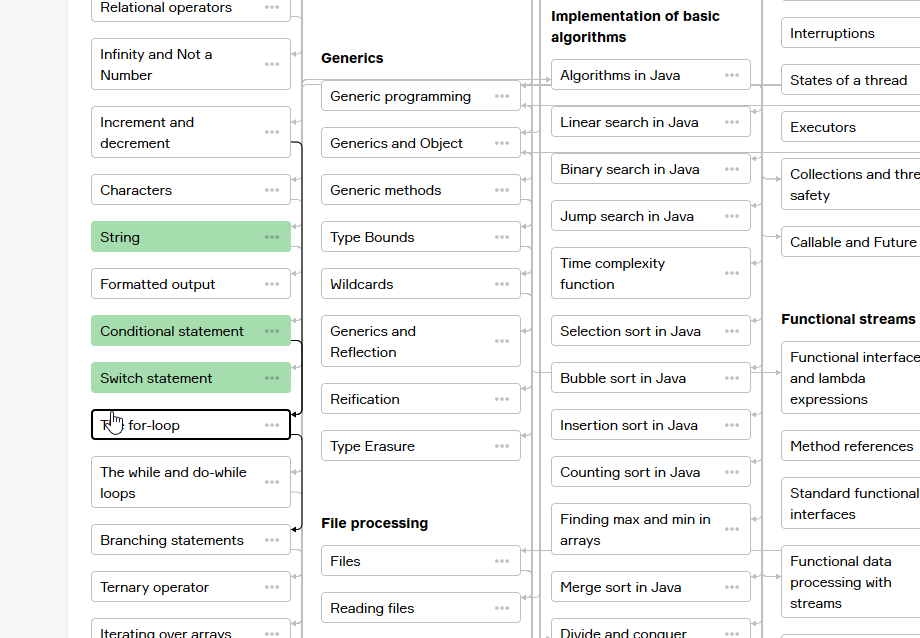 Relational operators
Infinity and Not a
Number
Increment and
decrement
Characters
String
Formatted output
Conditional statement
Switch statement
for-loop
The while and do-while
loops
Branching statements
Ternary operator
Iterating over arrays
Generics
Generic programming
Generics and Object
Generic methods
Type Bounds
Wildcards
Generics and
Reflection
Reification
Type Erasure
File processing
Files
Reading files
Implementation of basic
algorithms
Algorithms in Java
Linear search in Java
Binary search in Java
Jump search in Java
Time complexity
function
Selection sort in Java
Bubble sort in Java
Insertion sort in Java
Counting sort in Java
Finding max and min in
arrays
Merge sort in Java
Divide and conquer
Interruptions
States of a thread
Executors
Collections and thre
safety
Callable and Future
Functional streams
Functional interface
and lambda
expressions
Method references
Standard functional
interfaces
Functional data
processing with
streams